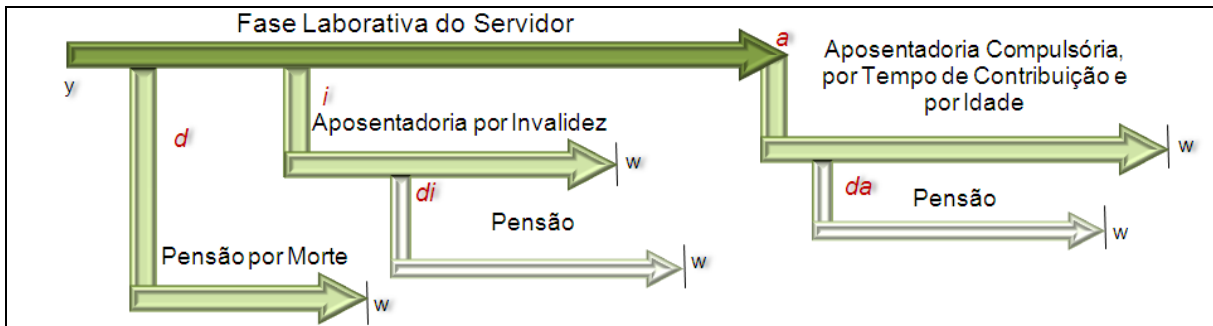 Fase Laborativa do Servidor
a
Aposentadoria Compulsória,
por Tempo de Contribuição e
por Idade
y
i
d
Aposentadoria por Invalidez
w
w
di
Pensão
da
Pensão
w
w
Pensão por Morte
w